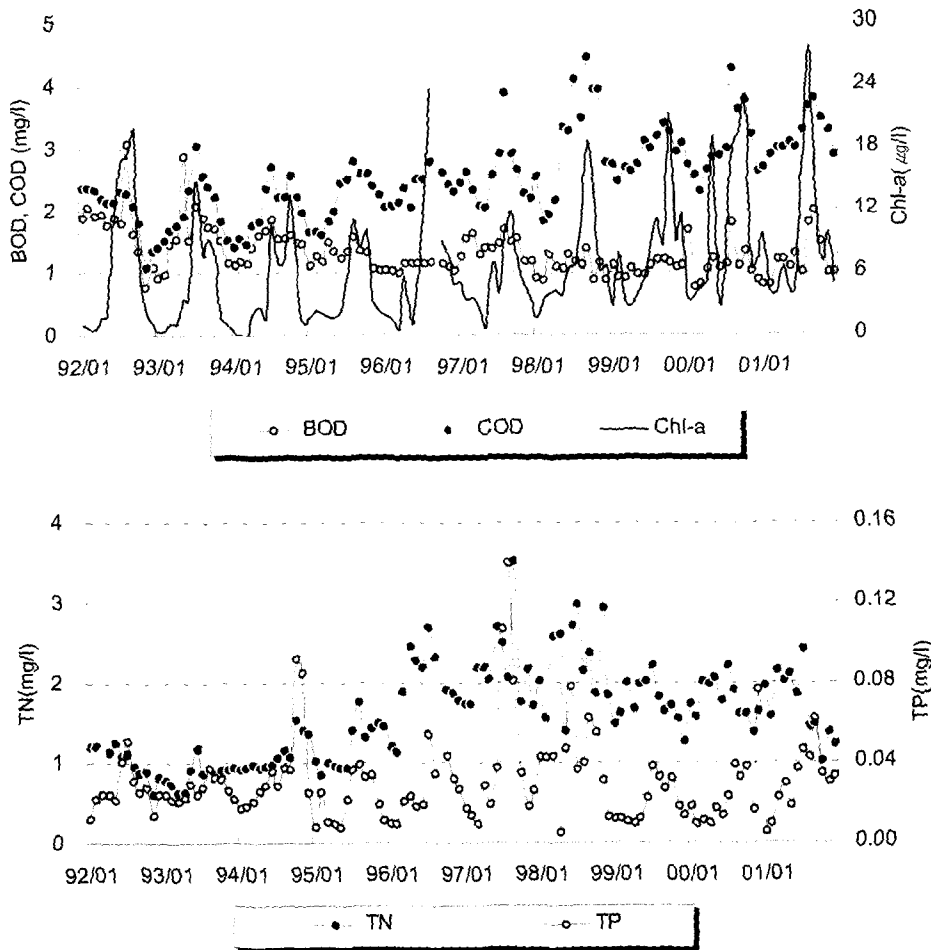 5
4
3
2
1
0
BOD, COD (mg/l)
30
24
18
12
6
0
Chl-a(㎍/l)
92/01 93/01 94/01 95/01 96/01 97/01 98/01 99/01 00/01 01/01
BOD COD Chl-a
4
3
2
1
0
TN(mg/l)
0.16
0.12
0.08
0.04
0.00
TP(mg/l)
92/01 93/01 94/01 95/01 96/01 97/01 98/01 99/01 00/01 01/01
TN TP